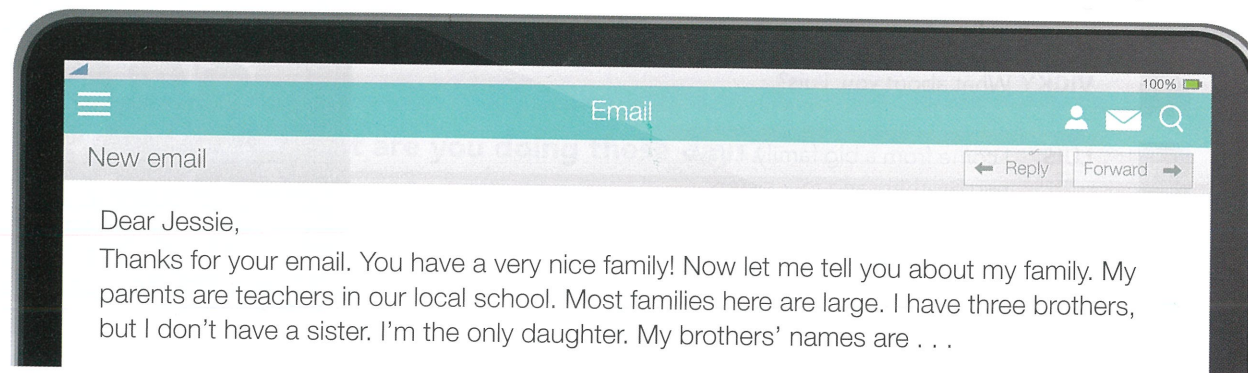 100%
Email
New email
Reply
Forward
Dear Jessie,
Thanks for your email. You have a very nice family! Now let me tell you about my family. My
parents are teachers in our local school. Most families here are large. I have three brothers,
but I don't have a sister. I'm the only daughter. My brothers' names are . . .